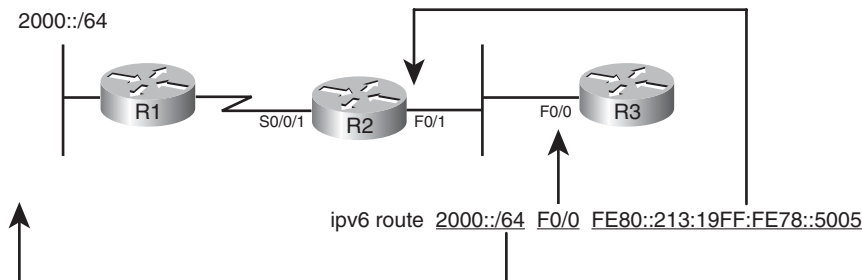 2000::/64
R1
S0/0/1
R2
F0/1
F0/0
R3
ipv6 route 2000::/64 F0/0 FE80::213:19FF:FE78::5005